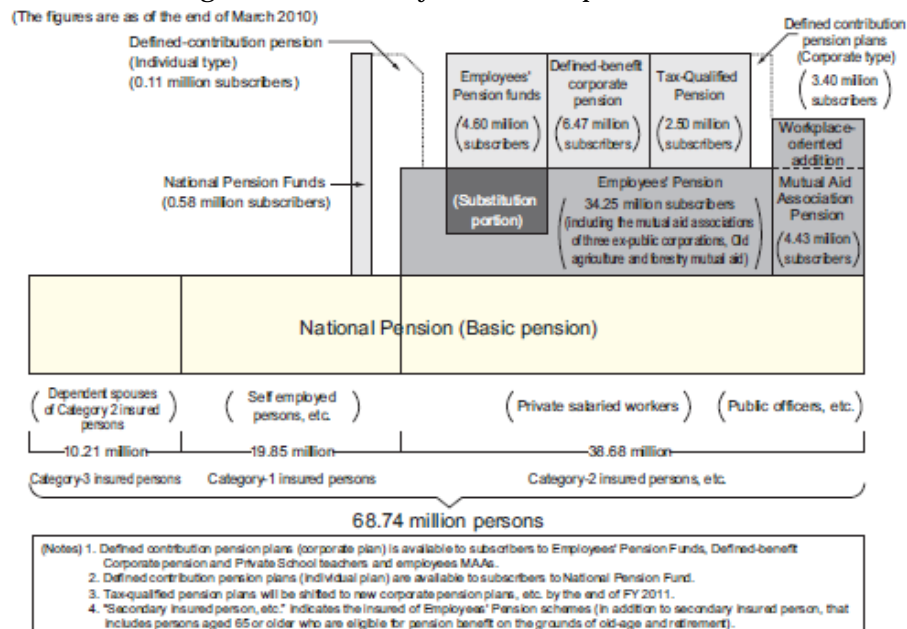 (The figures are as of the end of March 2010)
Defined-contribution pension
(Individual type)
(0.11 million subscribers)
National Pension Funds
(0.58 million subscribers)
Employees'
Pension funds
(4.60 million
subscribers)
Defined-benefit
corporate
pension
(6.47 million
subscribers)
Tax-Qualified
Pension
(2.50 million
subscribers)
Defined contribution
pension plans
(Corporate type)
(3.40 million
subscribers)
Workplace-
oriented
addition
(Substitution
portion)
Employees' Pension
34.25 million subscribers
(including the mutual aid associations
of three ex-public corporations, Old
agriculture and forestry mutual aid)
Mutual Aid
Association
Pension
(4.43 million
subscribers)
National Pension (Basic pension)
(Dependent spouses
of Category 2 insured
persons)
(Self employed
persons, etc.)
(Private salaried workers)
(Public officers, etc.)
10.21 million
19.85 million
38.68 million
Category-3 insured persons
Category-1 insured persons
Category-2 insured persons, etc.
68.74 million persons
(Notes) 1. Defined contribution pension plans (corporate plan) is available to subscribers to Employees' Pension Funds, Defined-benefit
Corporate pension and Private School teachers and employees MAAs.
2. Defined contribution pension plans (individual plan) are available to subscribers to National Pension Fund.
3. Tax-qualified pension plans will be shifted to new corporate pension plans, etc. by the end of FY 2011.
4. "Secondary insured person, etc." indicates the insured of Employees' Pension schemes (in addition to secondary insured person, that
includes persons aged 65 or older who are eligible for pension benefit on the grounds of old-age and retirement).